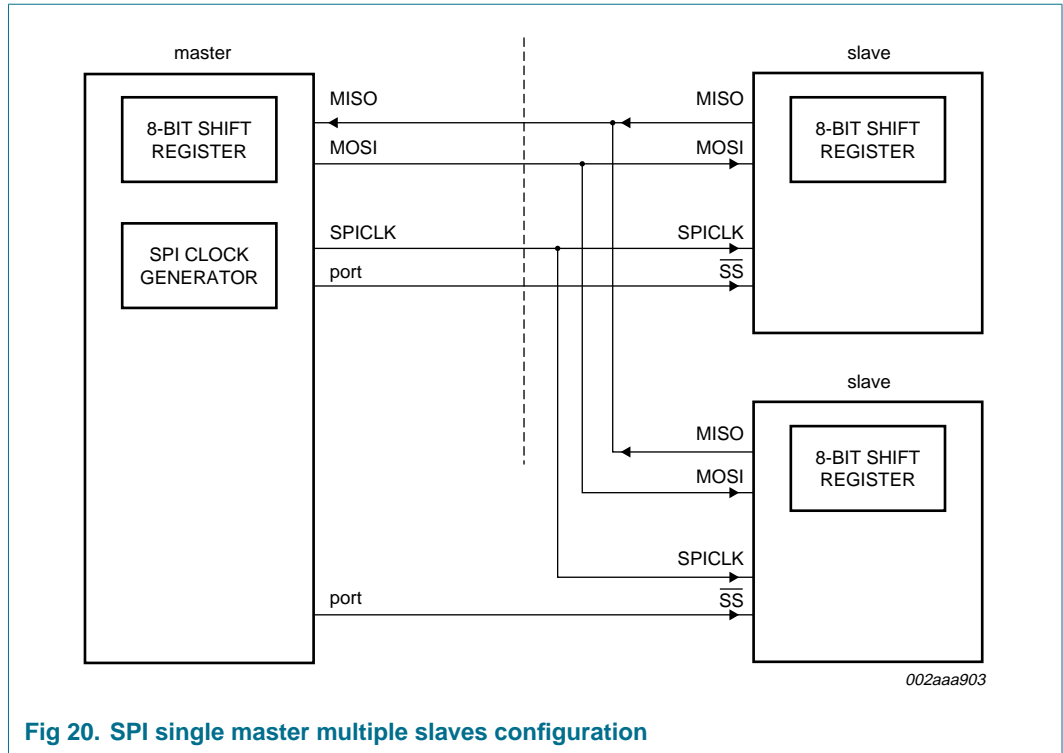 master
slave
MISO
MISO
8-BIT SHIFT
REGISTER
8-BIT SHIFT
REGISTER
MOSI
MOSI
SPICLK
SPICLK
SPI CLOCK
GENERATOR
port
S̅S̅
slave
MISO
8-BIT SHIFT
REGISTER
MOSI
SPICLK
port
S̅S̅
002aaa903
Fig 20. SPI single master multiple slaves configuration